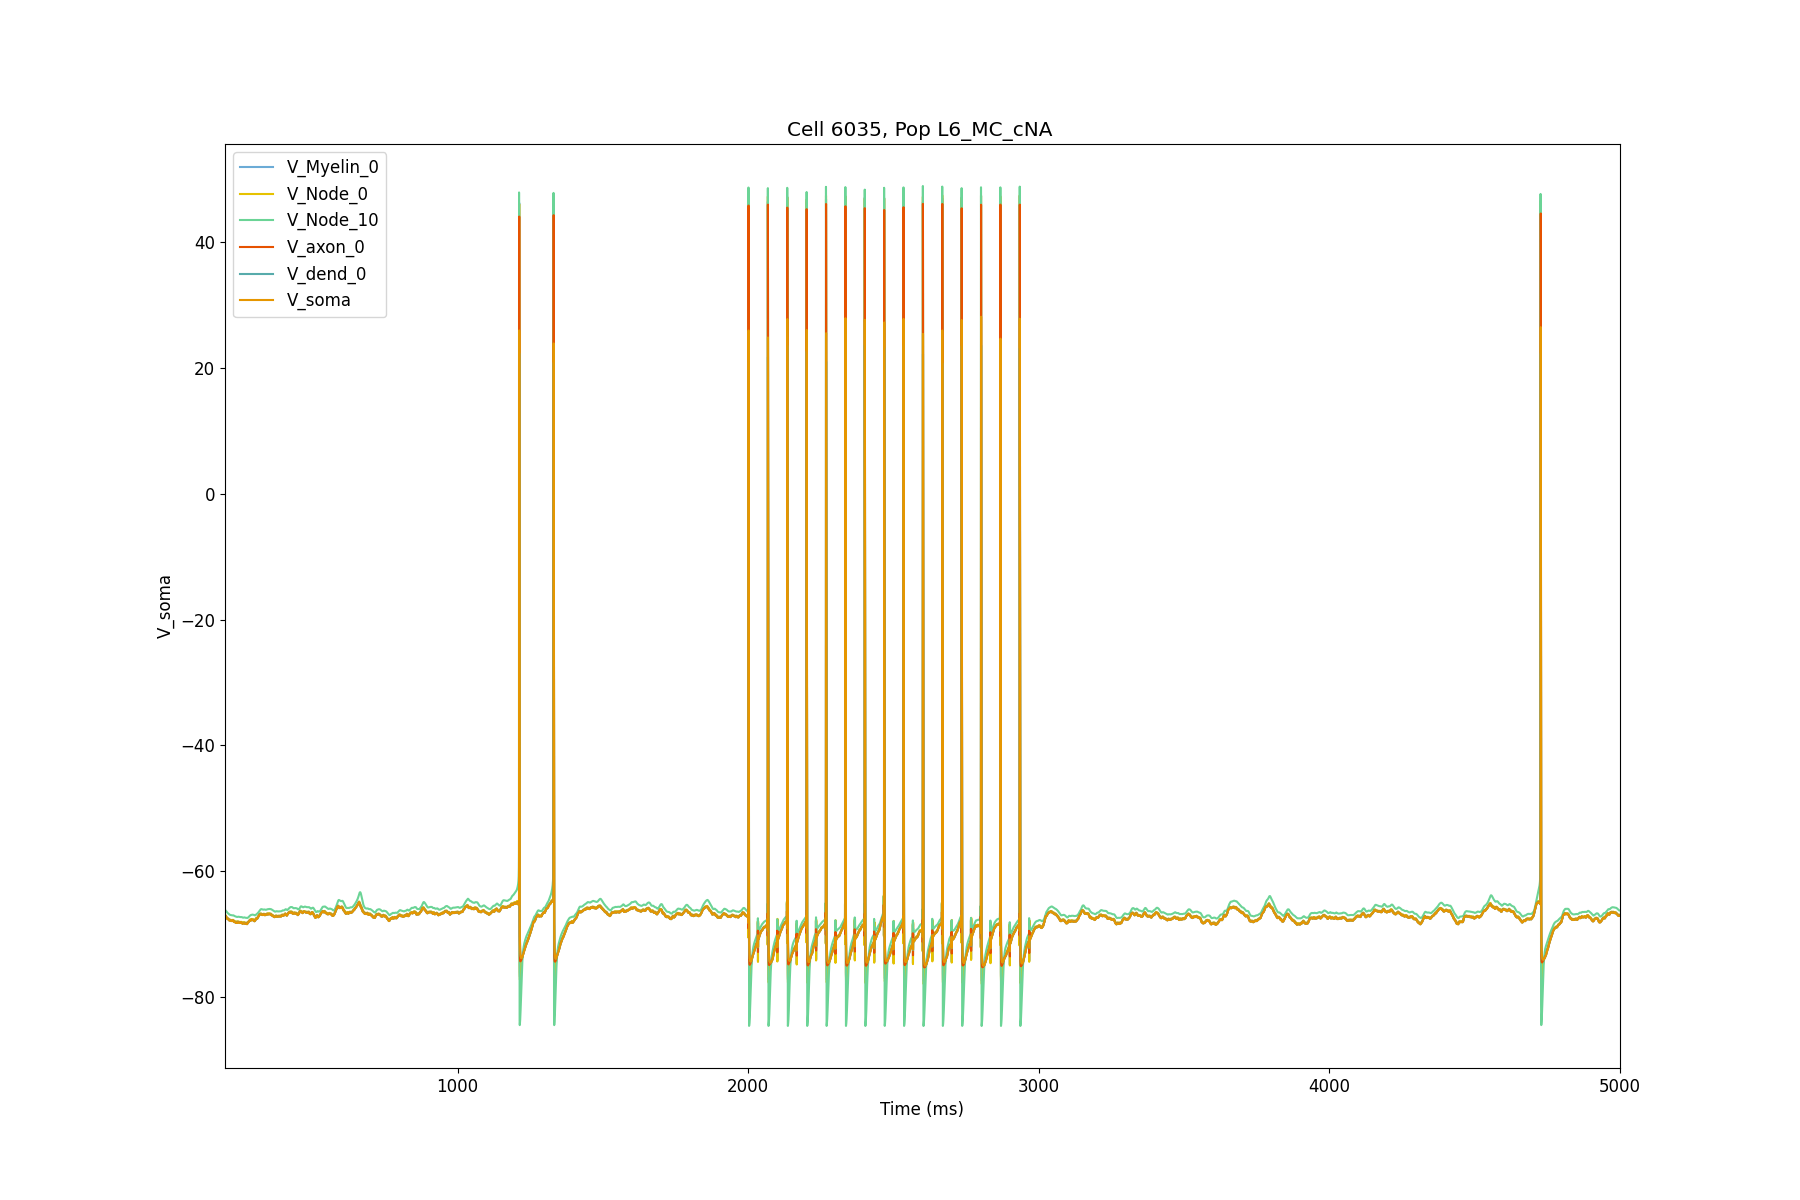 Cell 6035, Pop L6_MC_cNA
V_Myelin_0
V_Node_0
V_Node_10
V_axon_0
V_dend_0
V_soma
40
20
0
−20
−40
−60
−80
V_soma
1000 2000 3000 4000 5000
Time (ms)